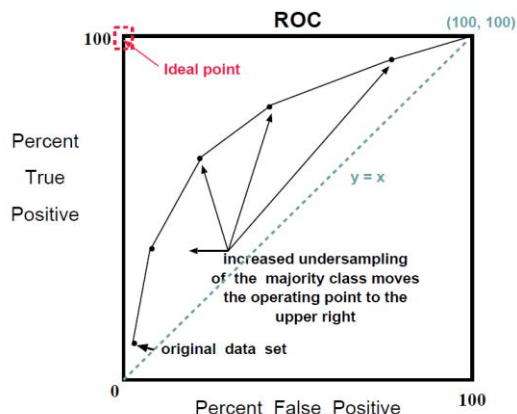 ROC
(100, 100)
100
Ideal point
Percent
True
Positive
y = x
increased undersampling
of the majority class moves
the operating point to the
upper right
original data set
0
100
Percent False Positive